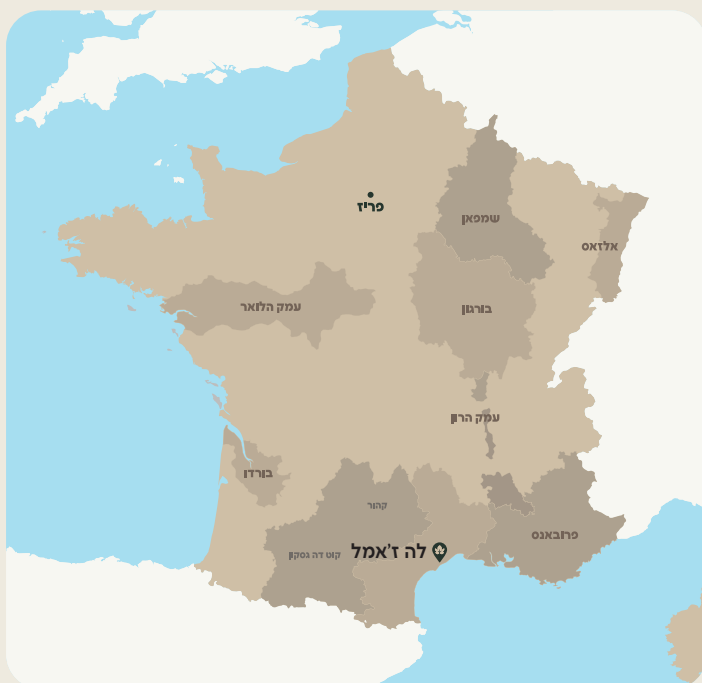 פריז
שמפאן
אלזאס
עמק הלואר
בורגון
עמק הרון
בורדו
קהור
פרובאנס
לה ז'אמל
קוט דה גסקון